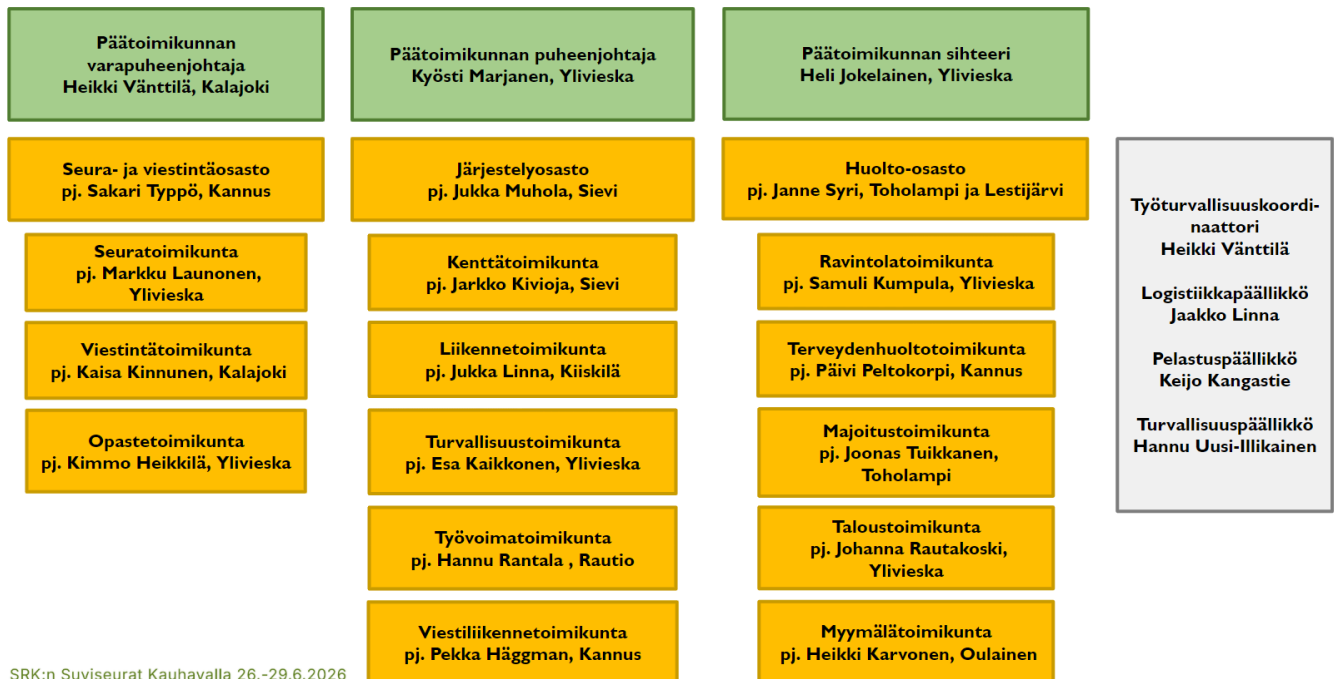 Päätoimikunnan
varapuheenjohtaja
Heikki Vänttilä, Kalajoki
Päätoimikunnan puheenjohtaja
Kyösti Marjanen, Ylivieska
Päätoimikunnan sihteeri
Heli Jokelainen, Ylivieska
Seura- ja viestintäosasto
pj. Sakari Typpö, Kannus
Seuratoimikunta
pj. Markku Launonen,
Ylivieska
Viestintätoimikunta
pj. Kaisa Kinnunen, Kalajoki
Opastetoimikunta
pj. Kimmo Heikkilä, Ylivieska
Järjestelyosasto
pj. Jukka Muhola, Sievi
Kenttätoimikunta
pj. Jarkko Kivioja, Sievi
Liikennetoimikunta
pj. Jukka Linna, Kiiskilä
Turvallisuustoimikunta
pj. Esa Kaikkonen, Ylivieska
Työvoimatoimikunta
pj. Hannu Rantala , Rautio
Viestiliikennetoimikunta
pj. Pekka Häggman, Kannus
Huolto-osasto
pj. Janne Syri, Toholampi ja Lestijärvi
Ravintolatoimikunta
pj. Samuli Kumpula, Ylivieska
Terveydenhuoltotoimikunta
pj. Päivi Peltokorpi, Kannus
Majoitustoimikunta
pj. Joonas Tuikkanen,
Toholampi
Taloustoimikunta
pj. Johanna Rautakoski,
Ylivieska
Myymälätoimikunta
pj. Heikki Karvonen, Oulainen
Työturvallisuuskoordi-
naattori
Heikki Vänttilä
Logistiikkapäällikkö
Jaakko Linna
Pelastuspäällikkö
Keijo Kangastie
Turvallisuuspäällikkö
Hannu Uusi-Illikainen
SRK:n Suviseurat Kauhavalla 26.-29.6.2026